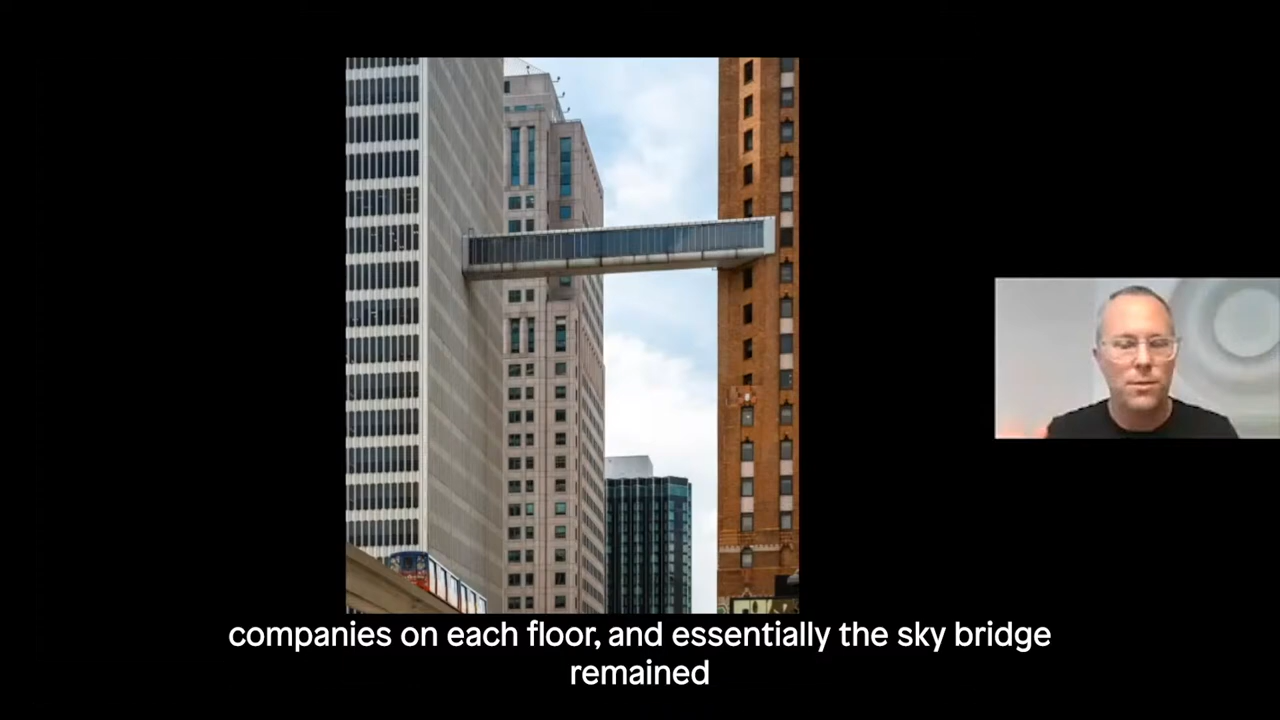 companies on each floor, and essentially the sky bridge
remained